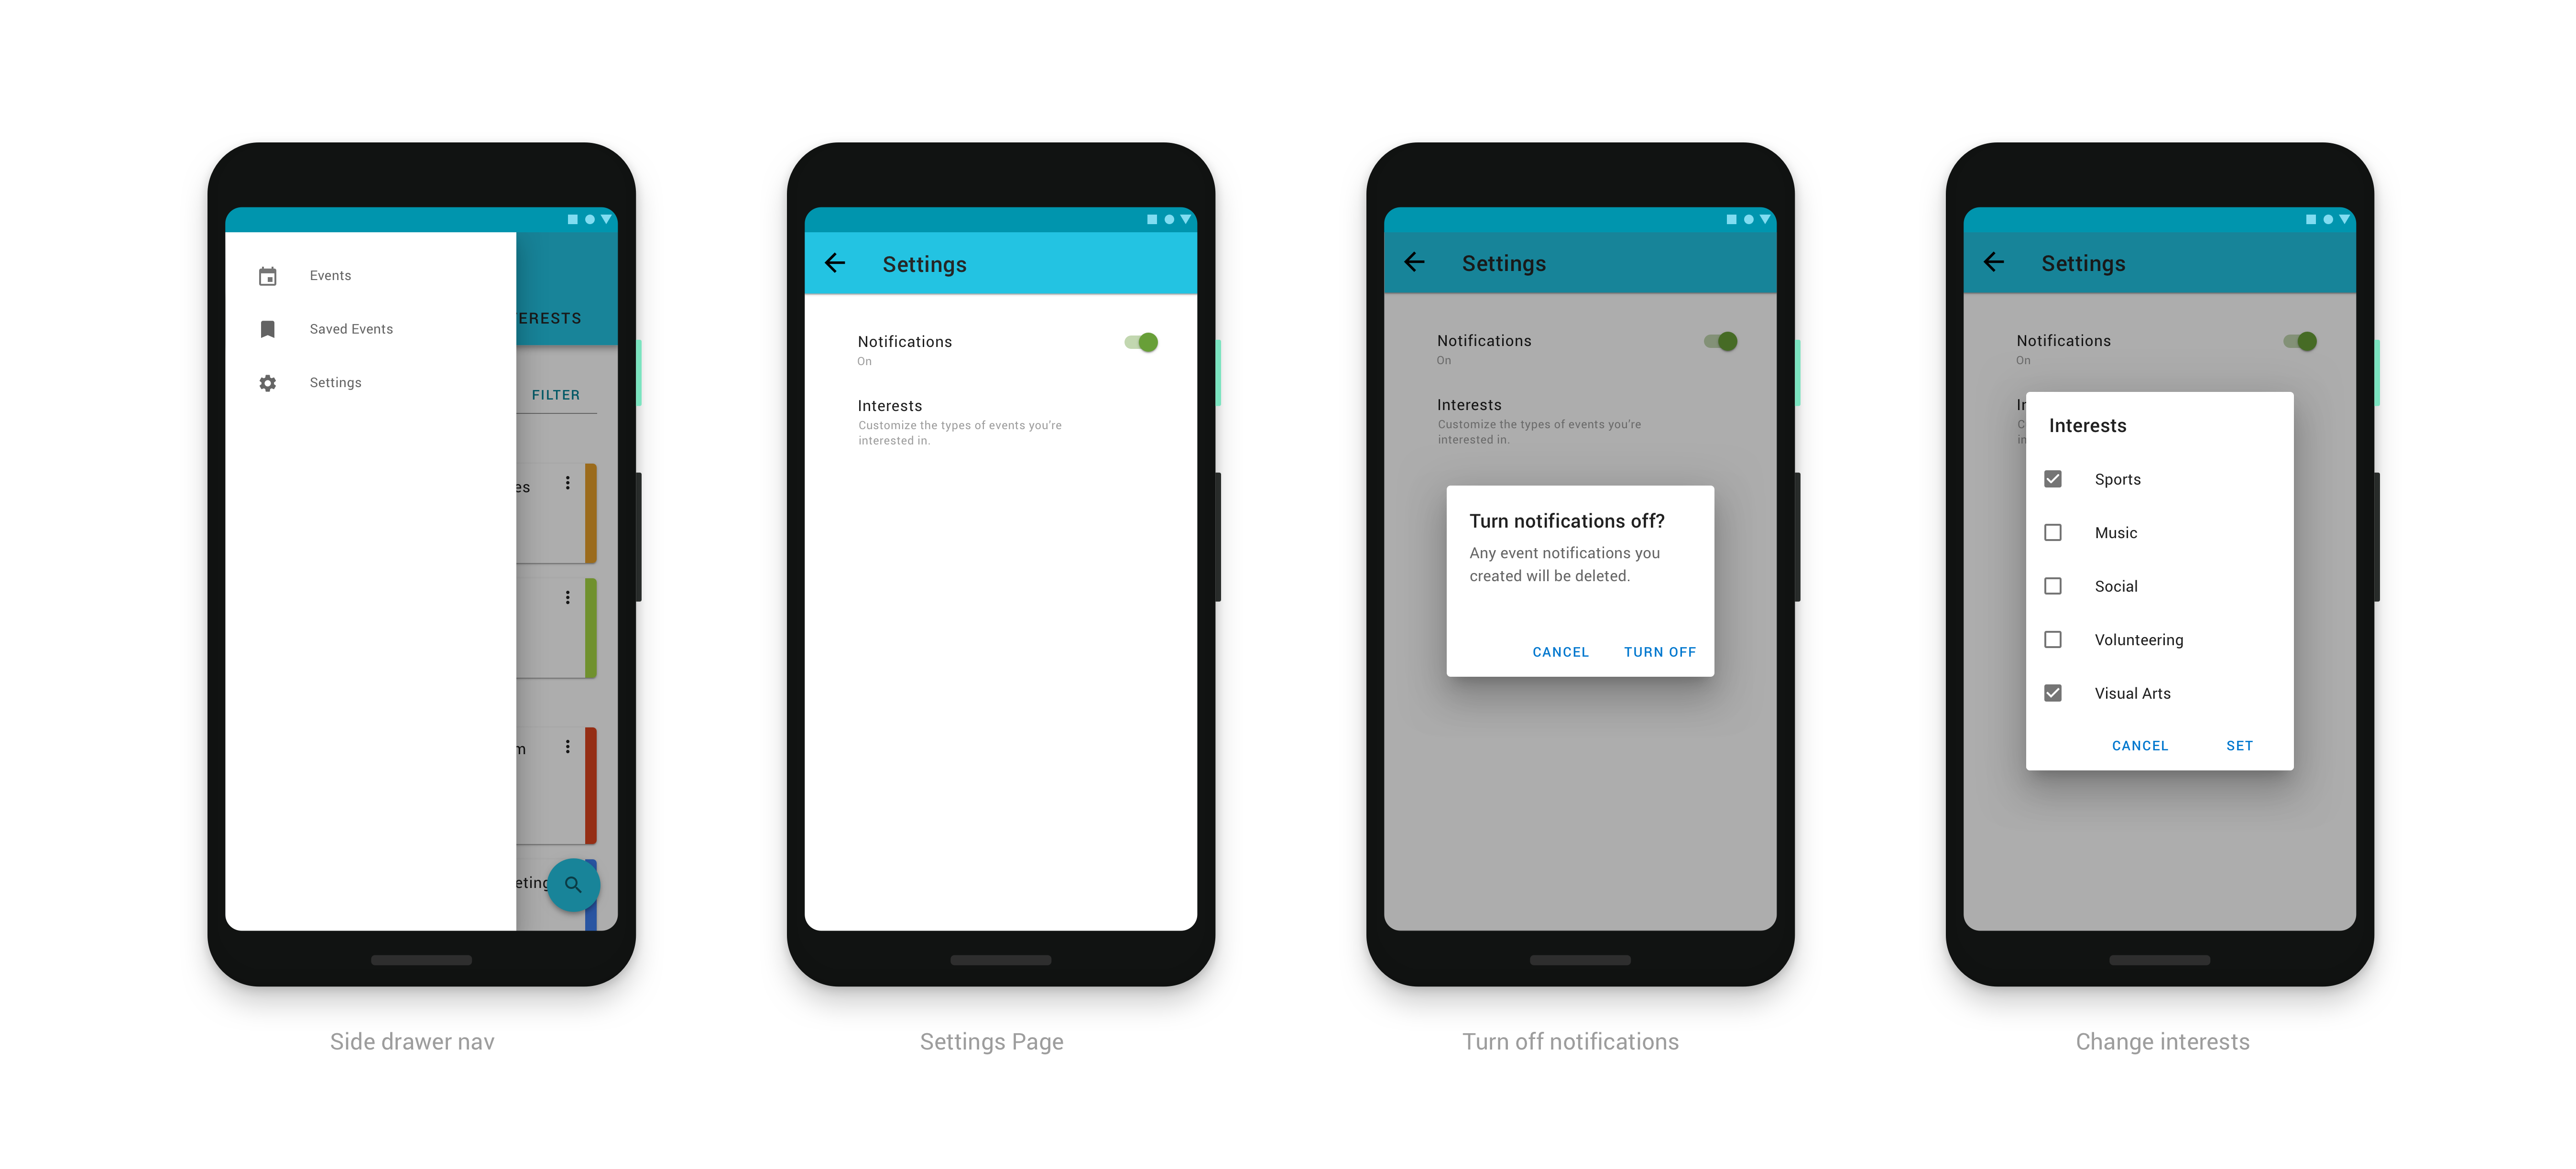 Events
Saved Events
Settings
ERESTS
FILTER
es
m
eting
Side drawer nav
Settings
Notifications
On
Interests
Customize the types of events you're
interested in.
Settings Page
Settings
Notifications
On
Interests
Customize the types of events you're
interested in.
Turn notifications off?
Any event notifications you
created will be deleted.
CANCEL TURN OFF
Turn off notifications
Settings
Notifications
On
In
C
in
Interests
Sports
Music
Social
Volunteering
Visual Arts
CANCEL SET
Change interests